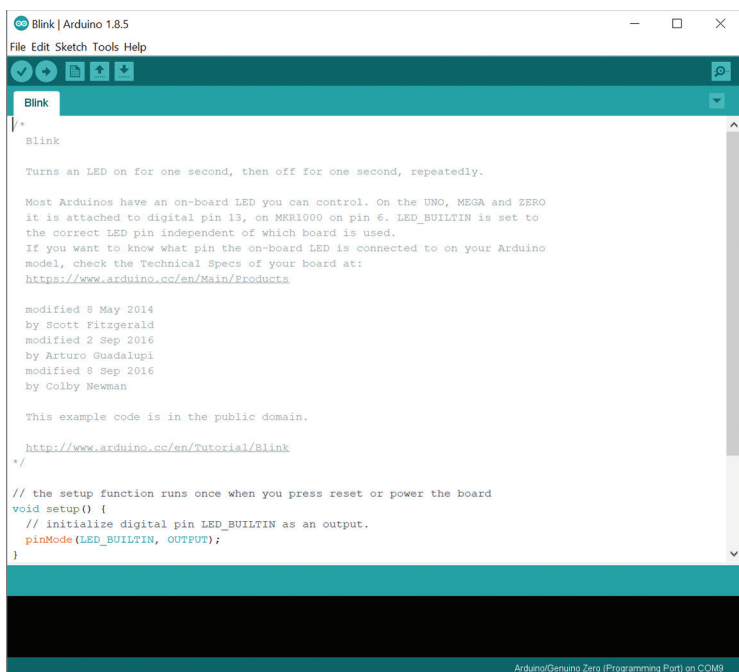 Blink | Arduino 1.8.5
File Edit Sketch Tools Help
Blink
/*
  Blink

  Turns an LED on for one second, then off for one second, repeatedly.

  Most Arduinos have an on-board LED you can control. On the UNO, MEGA and ZERO
  it is attached to digital pin 13, on MKR1000 on pin 6. LED_BUILTIN is set to
  the correct LED pin independent of which board is used.
  If you want to know what pin the on-board LED is connected to on your Arduino
  model, check the Technical Specs of your board at:
  https://www.arduino.cc/en/Main/Products

  modified 8 May 2014
  by Scott Fitzgerald
  modified 2 Sep 2016
  by Arturo Guadalupi
  modified 8 Sep 2016
  by Colby Newman

  This example code is in the public domain.

  http://www.arduino.cc/en/Tutorial/Blink
*/

// the setup function runs once when you press reset or power the board
void setup() {
  // initialize digital pin LED_BUILTIN as an output.
  pinMode(LED_BUILTIN, OUTPUT);
}
Arduino/Genuino Zero (Programming Port) on COM9